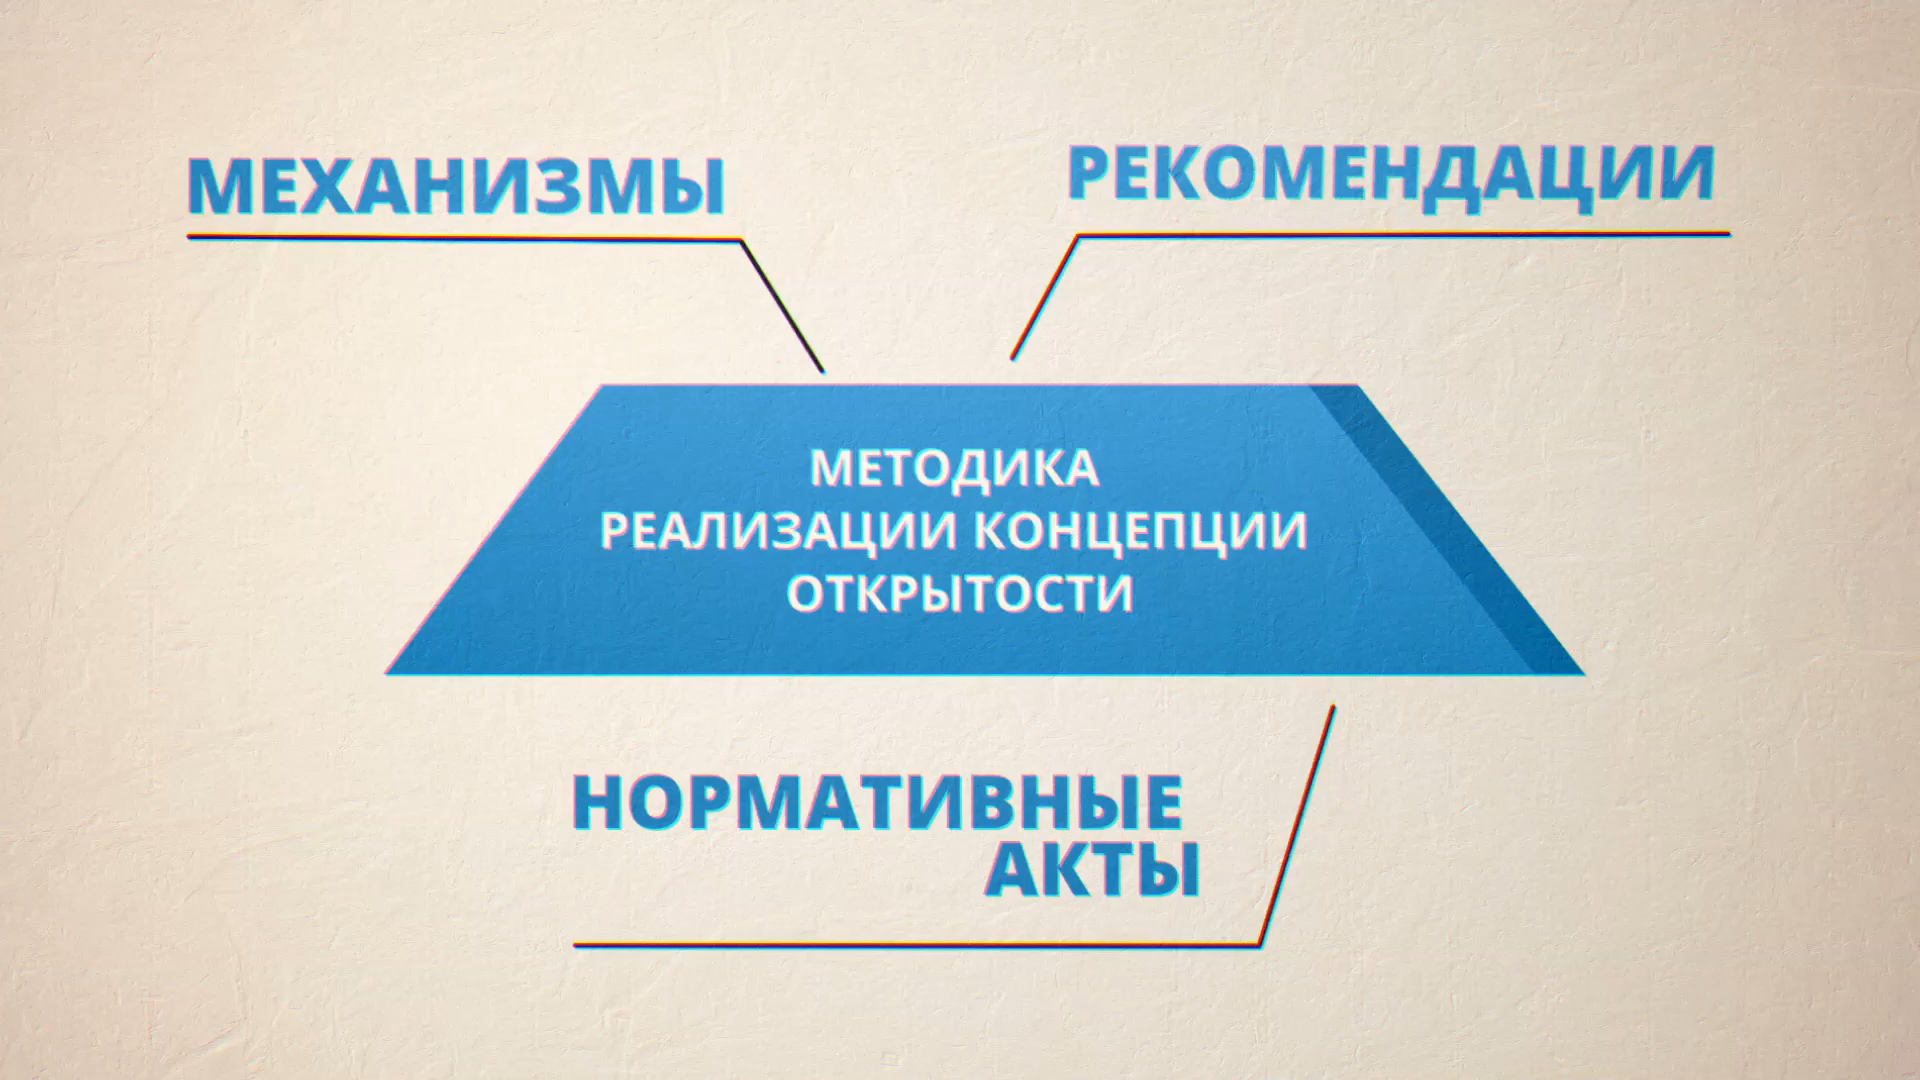 МЕХАНИЗМЫ
РЕКОМЕНДАЦИИ
МЕТОДИКА
РЕАЛИЗАЦИИ КОНЦЕПЦИИ
ОТКРЫТОСТИ
НОРМАТИВНЫЕ
АКТЫ